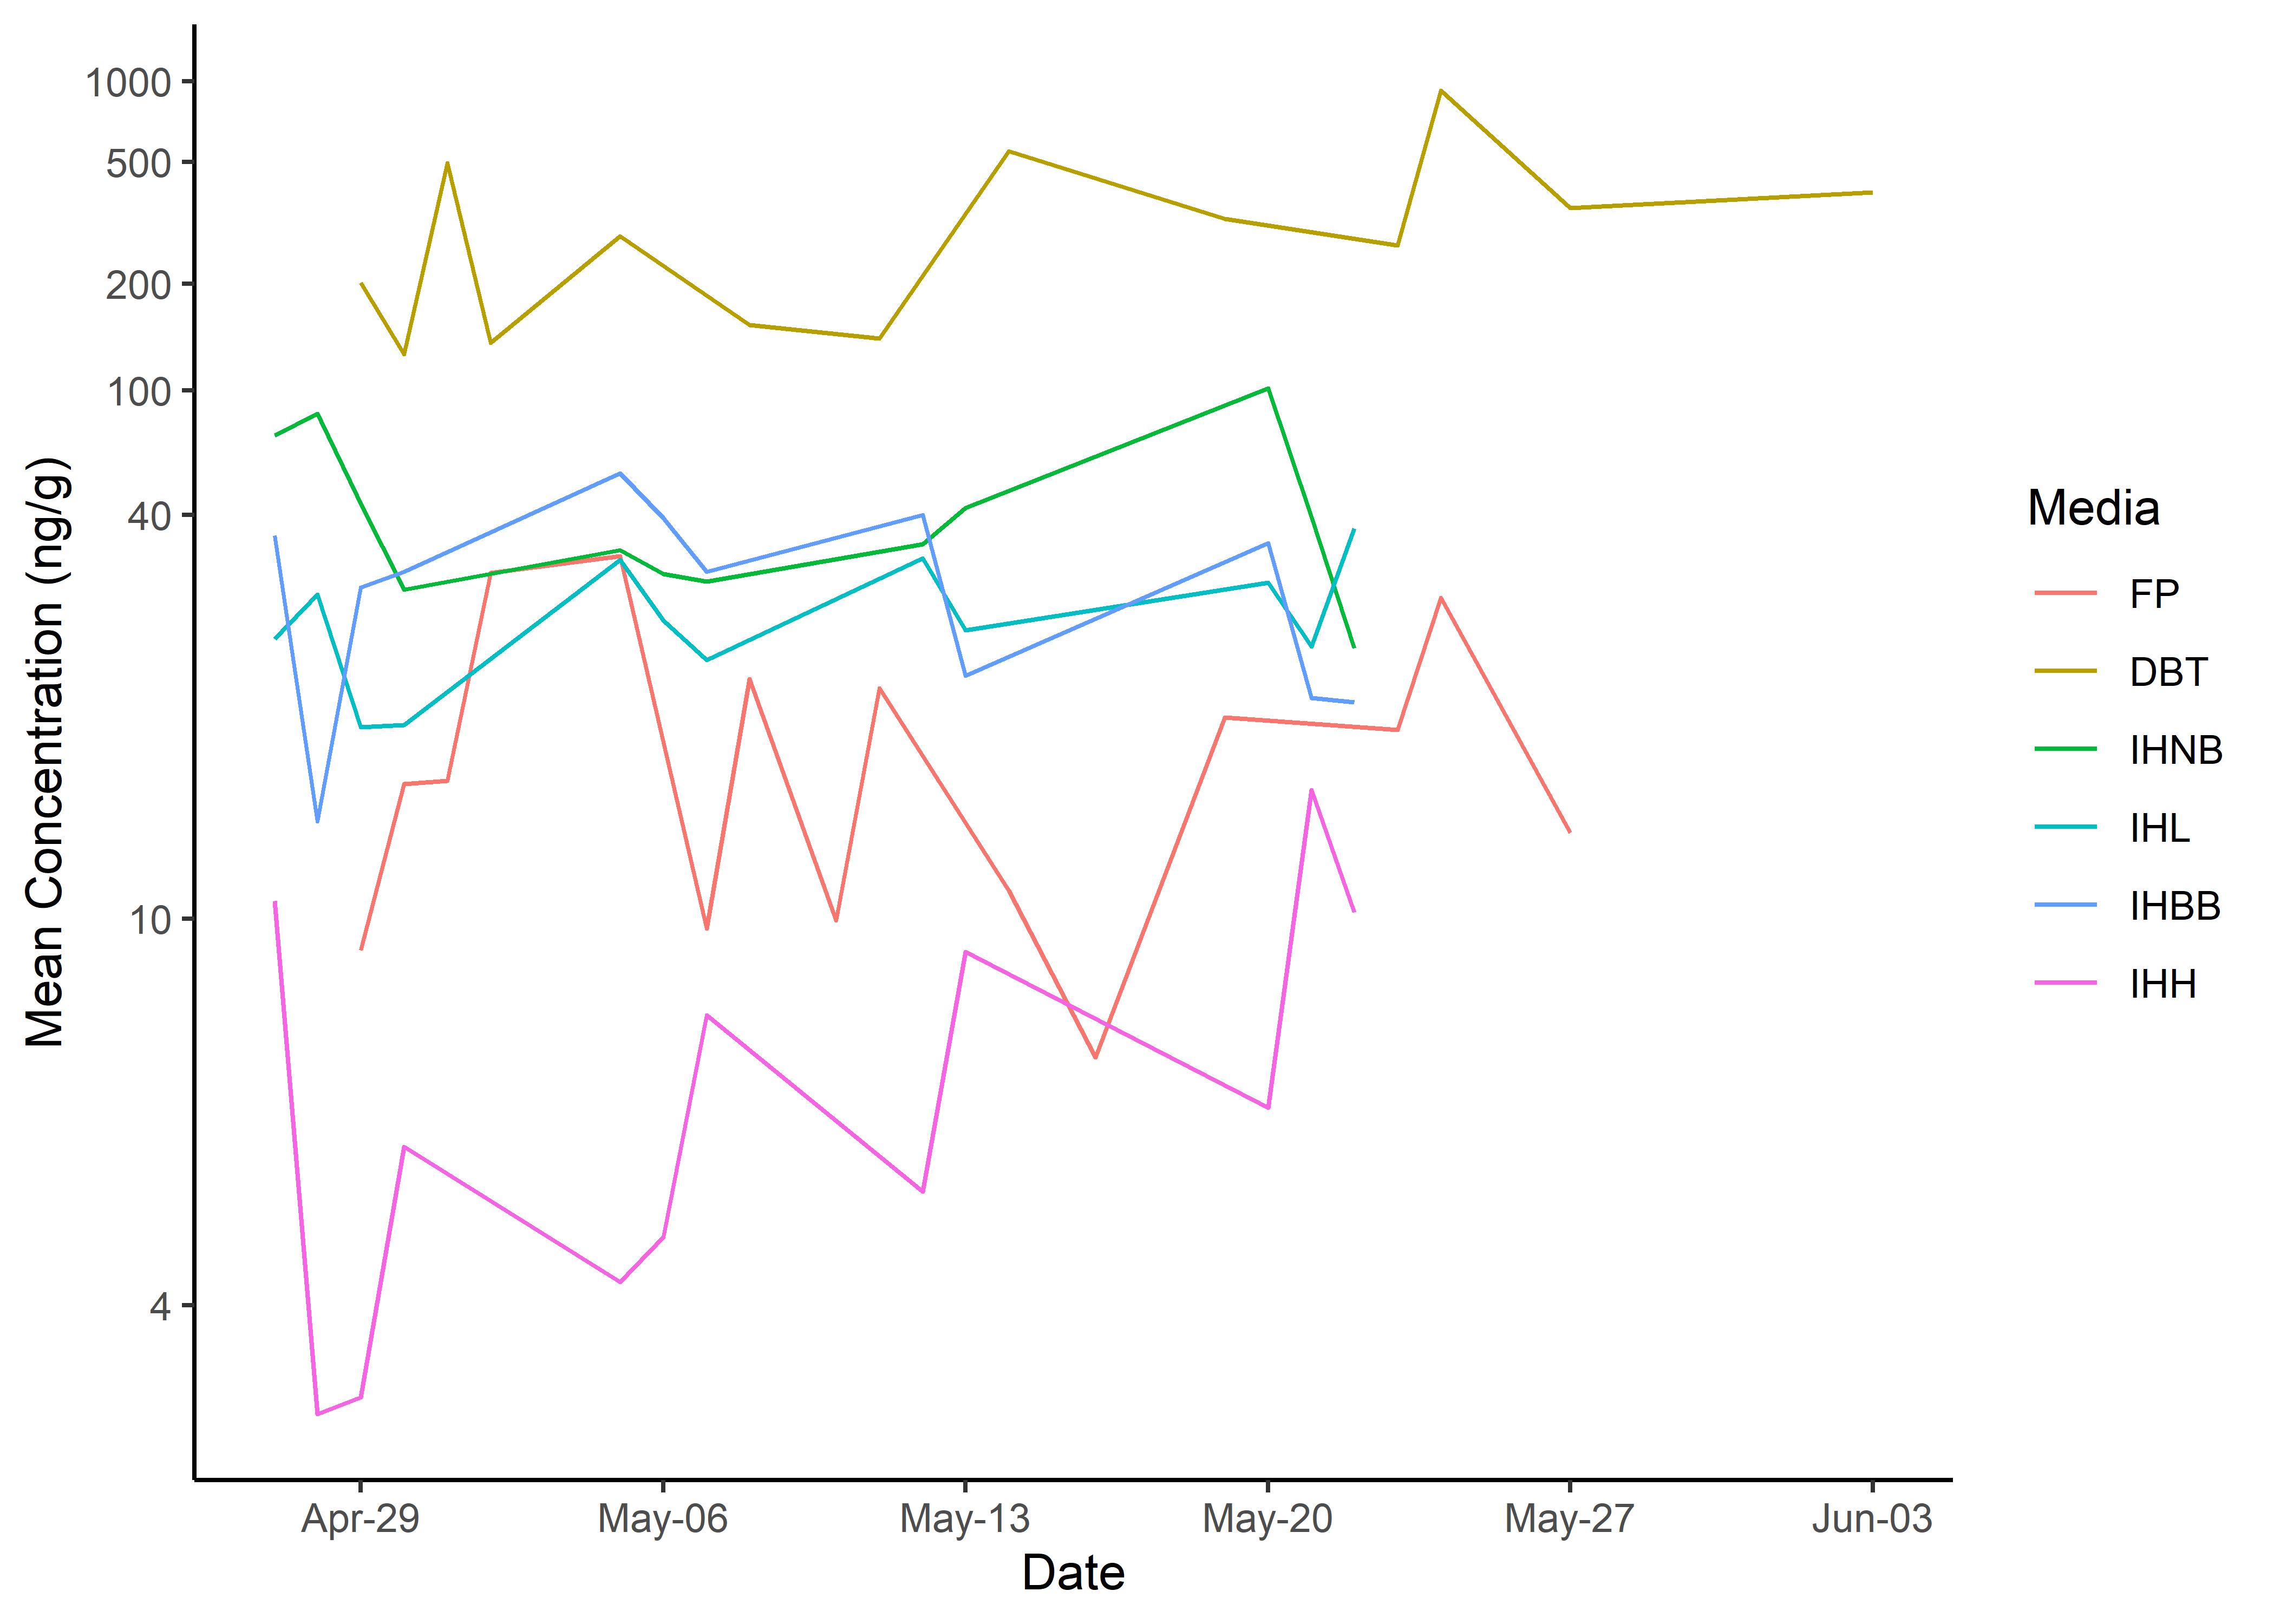 Mean Concentration (ng/g)
1000
500
200
100
40
10
4
Apr-29 May-06 May-13 May-20 May-27 Jun-03
Date
Media
FP
DBT
IHNB
IHL
IHBB
IHH